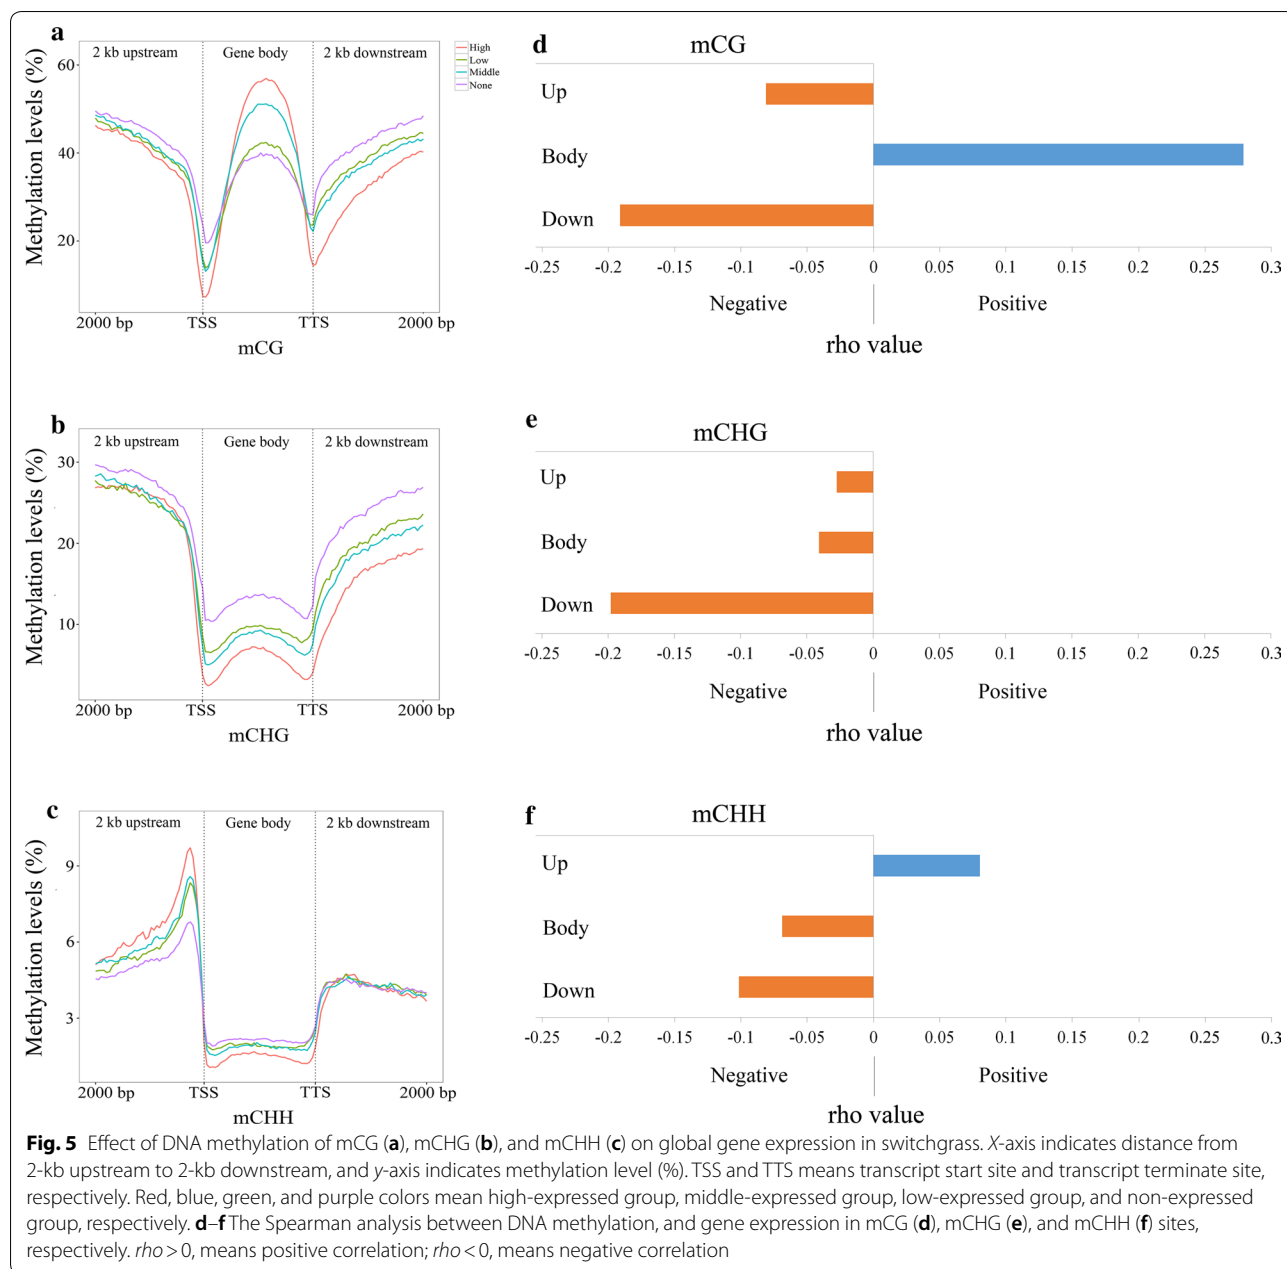 a
2 kb upstream
Gene body
2 kb downstream
High
Low
Middle
None
Methylation levels (%)
60
40
20
2000 bp
TSS
TTS
2000 bp
mCG
d
mCG
Up
Body
Down
-0.25
-0.2
-0.15
-0.1
-0.05
0
0.05
0.1
0.15
0.2
0.25
0.3
Negative
Positive
rho value
b
2 kb upstream
Gene body
2 kb downstream
Methylation levels (%)
30
20
10
2000 bp
TSS
TTS
2000 bp
mCHG
e
mCHG
Up
Body
Down
-0.25
-0.2
-0.15
-0.1
-0.05
0
0.05
0.1
0.15
0.2
0.25
0.3
Negative
Positive
rho value
c
2 kb upstream
Gene body
2 kb downstream
Methylation levels (%)
9
6
3
2000 bp
TSS
TTS
2000 bp
mCHH
f
mCHH
Up
Body
Down
-0.25
-0.2
-0.15
-0.1
-0.05
0
0.05
0.1
0.15
0.2
0.25
0.3
Negative
Positive
rho value
Fig. 5 Effect of DNA methylation of mCG (a), mCHG (b), and mCHH (c) on global gene expression in switchgrass. X-axis indicates distance from
2-kb upstream to 2-kb downstream, and y-axis indicates methylation level (%). TSS and TTS means transcript start site and transcript terminate site,
respectively. Red, blue, green, and purple colors mean high-expressed group, middle-expressed group, low-expressed group, and non-expressed
group, respectively. d–f The Spearman analysis between DNA methylation, and gene expression in mCG (d), mCHG (e), and mCHH (f) sites,
respectively. rho > 0, means positive correlation; rho < 0, means negative correlation